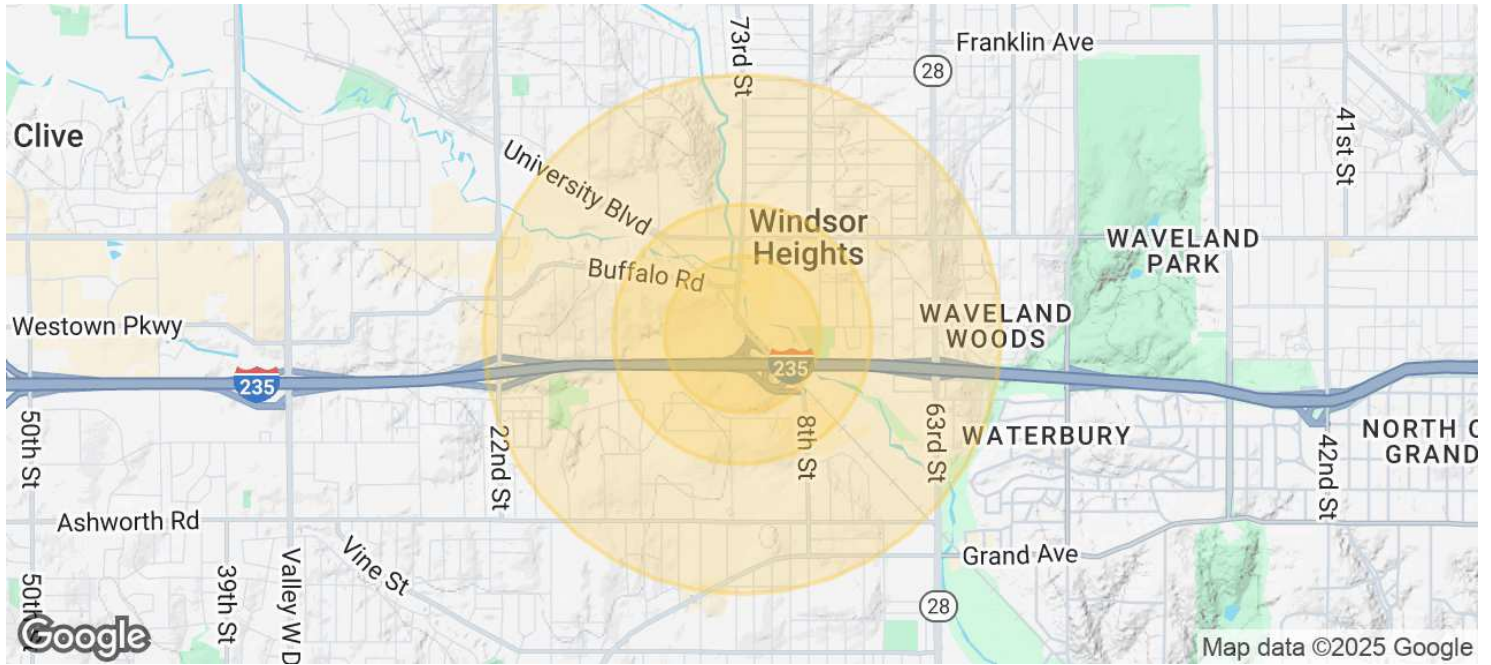 73rd St
Franklin Ave
28
41st St
Clive
University Blvd
Windsor
Heights
WAVELAND
PARK
Buffalo Rd
Westown Pkwy
WAVELAND
WOODS
235
235
50th St
22nd St
8th St
63rd St
WATERBURY
42nd St
NORTH O
GRAND
Ashworth Rd
Vine St
Grand Ave
50th
39th St
Valley W D
28
Google
Map data ©2025 Google